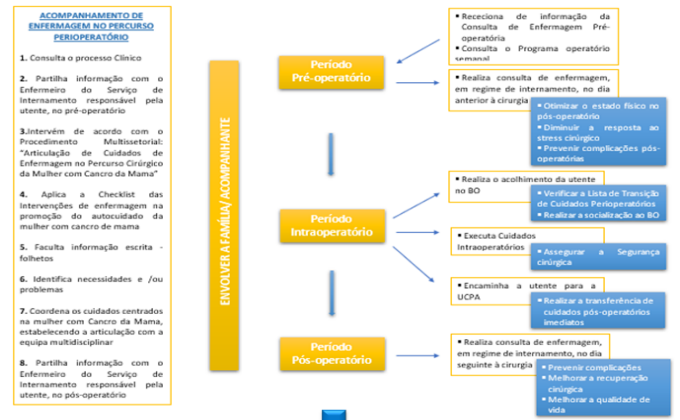 ACOMPANHAMENTO DE
ENFERMAGEM NO PERCURSO
PERIOPERATÓRIO
1. Consulta o processo Clínico
2. Partilha informação com o
Enfermeiro do Serviço de
Internamento responsável pela
utente, no pré-operatório
3.Intervém de acordo com o
Procedimento Multissetorial:
"Articulação de Cuidados de
Enfermagem no Percurso Cirúrgico
da Mulher com Cancro da Mama"
4. Aplica a Checklist das
Intervenções de enfermagem na
promoção do autocuidado da
mulher com cancro de mama
5. Faculta informação escrita -
folhetos
6. Identifica necessidades e /ou
problemas
7. Coordena os cuidados centrados
na mulher com Cancro da Mama,
estabelecendo a articulação com a
equipa multidisciplinar
8. Partilha informação com o
Enfermeiro do Serviço de
Internamento responsável pela
utente, no pós-operatório
ENVOLVER A FAMÍLIA/ ACOMPANHANTE
Período
Pré-operatório
▪ Receciona de informação da
Consulta de Enfermagem Pré-
operatória
▪ Consulta o Programa operatório
semanal
▪ Realiza consulta de enfermagem,
em regime de internamento, no dia
anterior à cirurgia
▪ Otimizar o estado físico no
pós-operatório
▪ Diminuir a resposta ao
stress cirúrgico
▪ Prevenir complicações pós-
operatórias
Período
Intraoperatório
▪ Realiza o acolhimento da utente
no BO
▪ Verificar a Lista de Transição
de Cuidados Perioperatórios
▪ Realizar a socialização ao BO
▪ Executa Cuidados
Intraoperatórios
▪ Assegurar a Segurança
cirúrgica
▪ Encaminha a utente para a
UCPA
▪ Realizar a transferência de
cuidados pós-operatórios
imediatos
Período
Pós-operatório
▪ Realiza consulta de enfermagem,
em regime de internamento, no dia
seguinte à cirurgia
▪ Prevenir complicações
▪ Melhorar a recuperação
cirúrgica
▪ Melhorar a qualidade de
vida